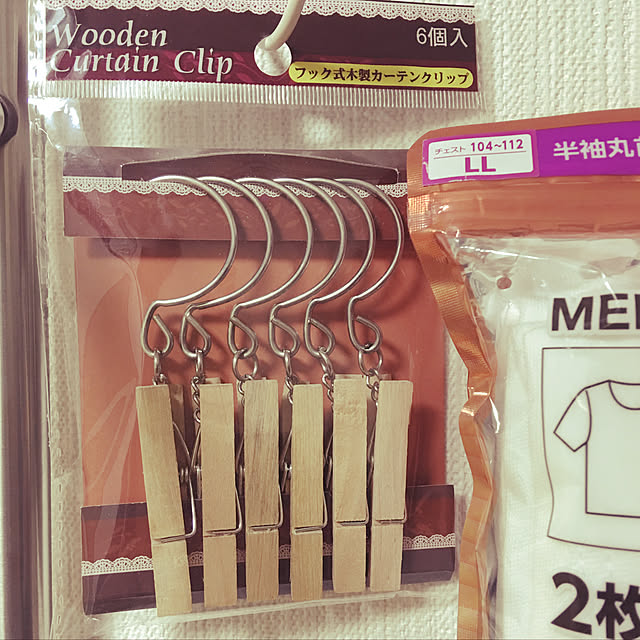 Wooden
Curtain Clip
6個入
フック式木製カーテンクリップ
チェスト 104~112
LL
半袖丸
2枚